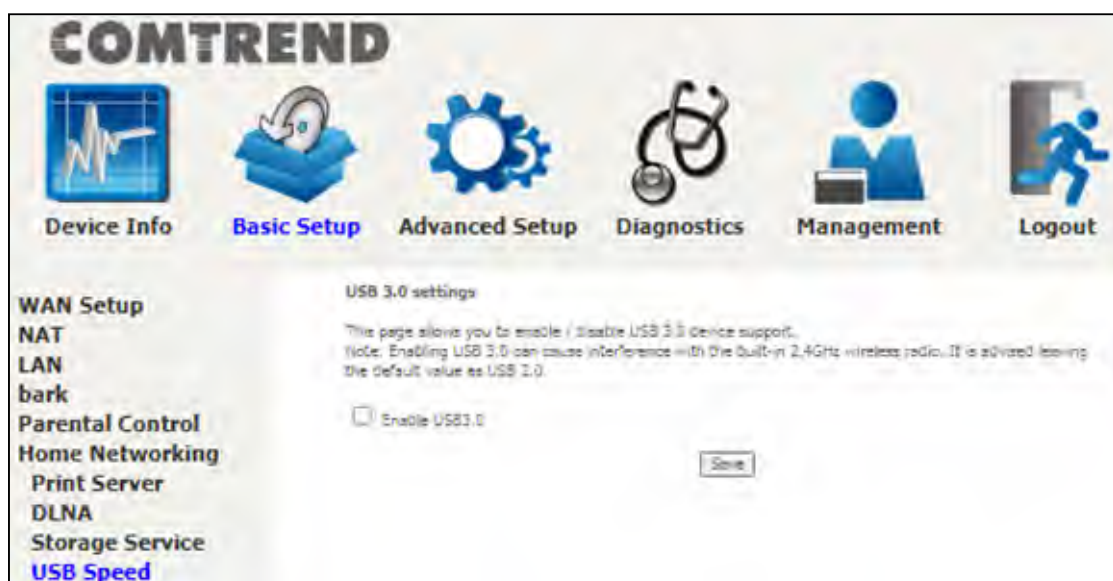 COMTREND
Device Info
Basic Setup
Advanced Setup
Diagnostics
Management
Logout
WAN Setup
NAT
LAN
bark
Parental Control
Home Networking
Print Server
DLNA
Storage Service
USB Speed
USB 3.0 settings
This page allows you to enable / disable USB 3.0 device support.
Note: Enabling USB 3.0 can cause interference with the built-in 2.4GHz wireless radio. It is advised leaving
the default value as USB 2.0.
Enable USB3.0
Save